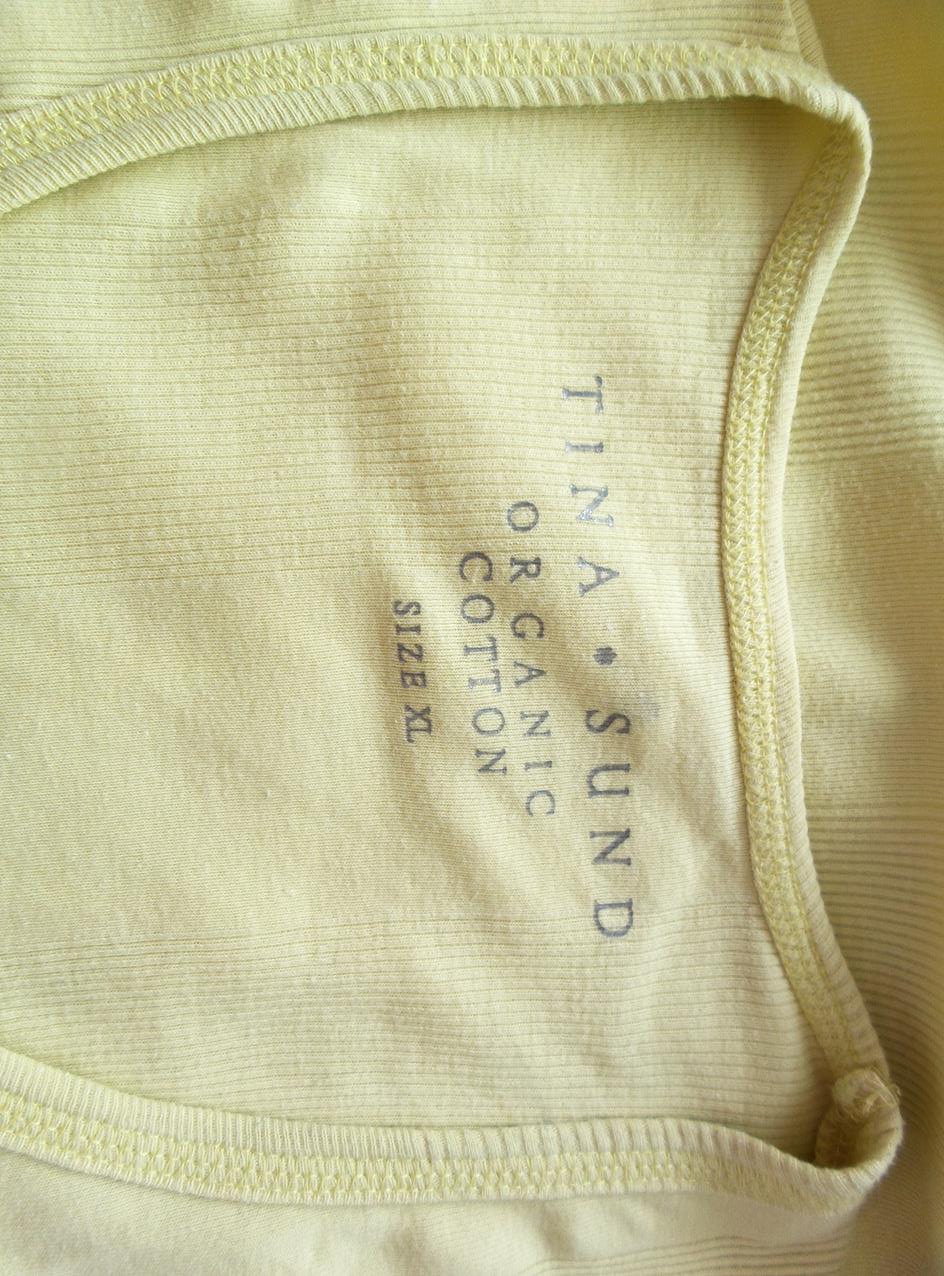 TINA • SUND
ORGANIC
COTTON
SIZE XL